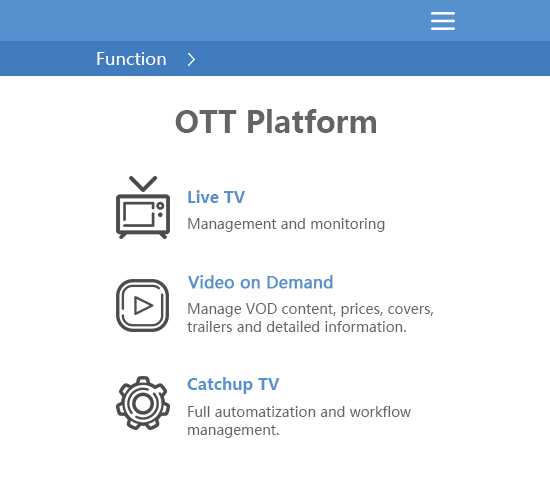 Function
OTT Platform
Live TV
Management and monitoring
Video on Demand
Manage VOD content, prices, covers,
trailers and detailed information.
Catchup TV
Full automatization and workflow
management.